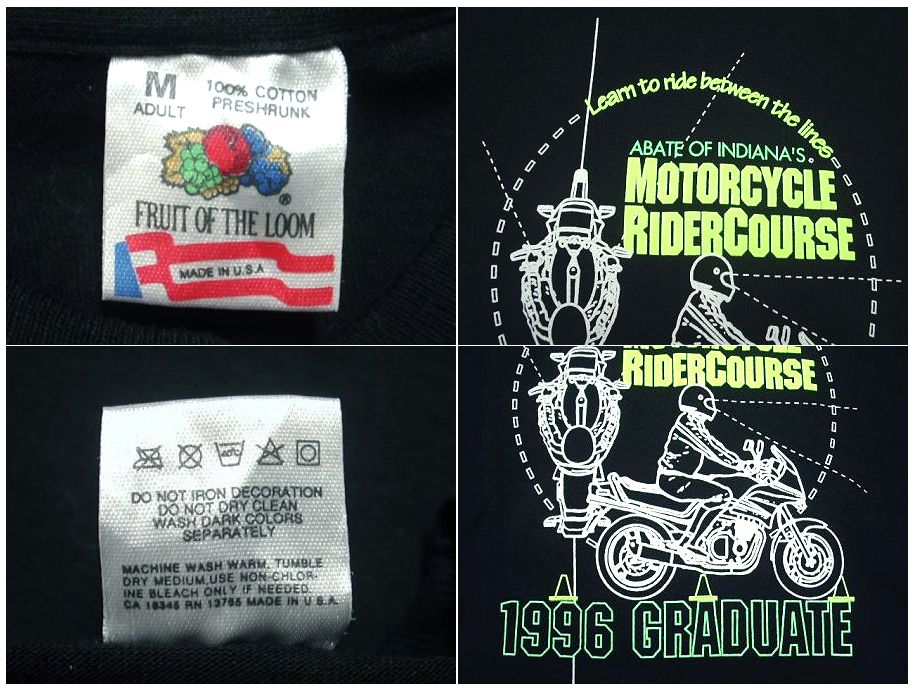 M
ADULT
100% COTTON
PRESHRUNK
®
FRUIT OF THE LOOM
MADE IN U.S.A
Learn to ride between the lines
ABATE OF INDIANA'S
MOTORCYCLE
RIDERCOURSE
DO NOT IRON DECORATION
DO NOT DRY CLEAN
WASH DARK COLORS
SEPARATELY
MACHINE WASH WARM, TUMBLE
DRY MEDIUM,USE NON-CHLOR-
INE BLEACH ONLY IF NEEDED.
CA 16345 RN 13765 MADE IN U.S.A.
MOTORCYCLE
RIDERCOURSE
1996 GRADUATE